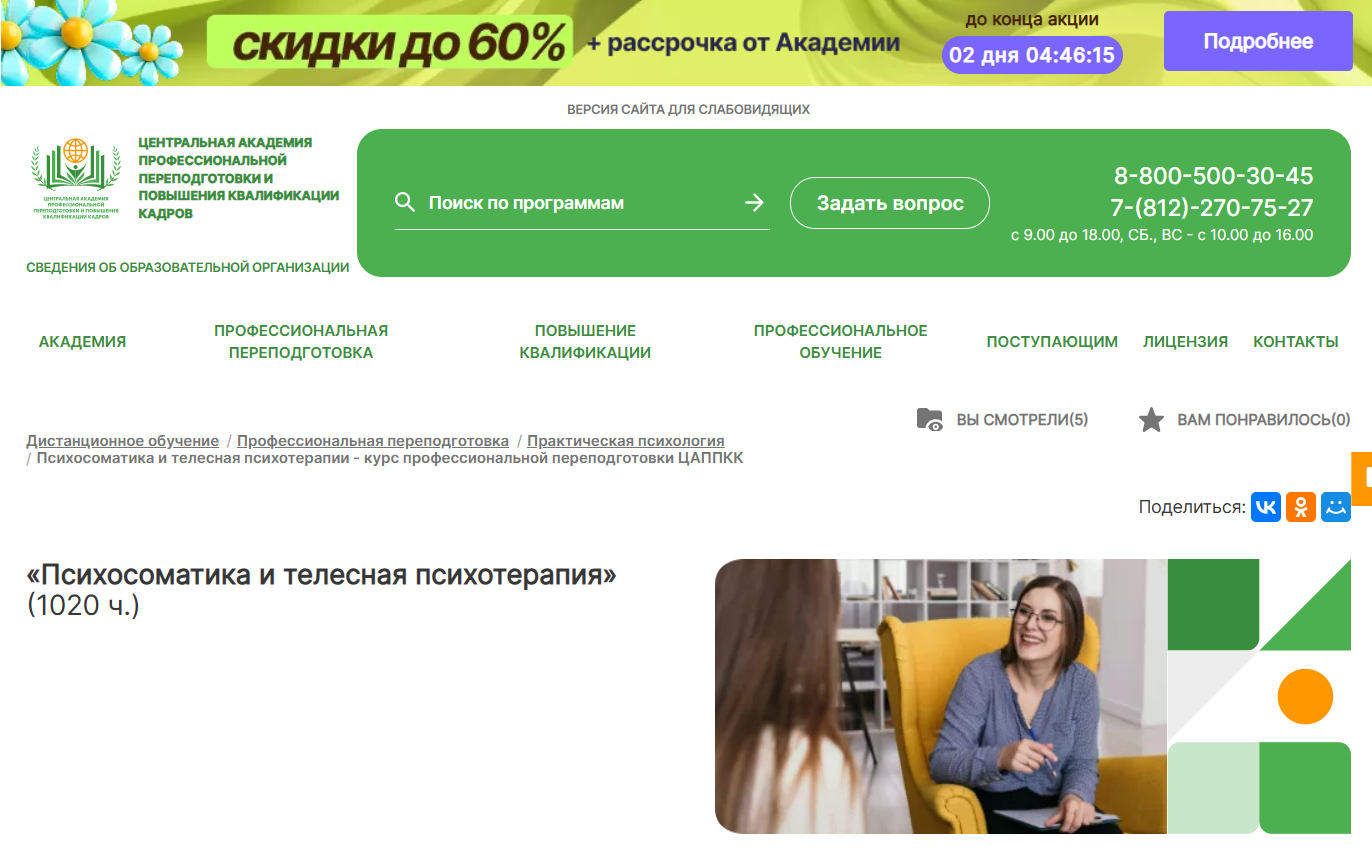 СКИДКИ ДО 60%
+ рассрочка от Академии
до конца акции
02 дня 04:46:15
Подробнее
ВЕРСИЯ САЙТА ДЛЯ СЛАБОВИДЯЩИХ
ЦЕНТРАЛЬНАЯ АКАДЕМИЯ
ПРОФЕССИОНАЛЬНОЙ
ПЕРЕПОДГОТОВКИ И ПОВЫШЕНИЯ
КВАЛИФИКАЦИИ КАДРОВ
ЦЕНТРАЛЬНАЯ АКАДЕМИЯ
ПРОФЕССИОНАЛЬНОЙ
ПЕРЕПОДГОТОВКИ И
ПОВЫШЕНИЯ КВАЛИФИКАЦИИ
КАДРОВ
СВЕДЕНИЯ ОБ ОБРАЗОВАТЕЛЬНОЙ ОРГАНИЗАЦИИ
Поиск по программам
Задать вопрос
8-800-500-30-45
7-(812)-270-75-27
с 9.00 до 18.00, СБ., ВС - с 10.00 до 16.00
АКАДЕМИЯ
ПРОФЕССИОНАЛЬНАЯ
ПЕРЕПОДГОТОВКА
ПОВЫШЕНИЕ
КВАЛИФИКАЦИИ
ПРОФЕССИОНАЛЬНОЕ
ОБУЧЕНИЕ
ПОСТУПАЮЩИМ
ЛИЦЕНЗИЯ
КОНТАКТЫ
ВЫ СМОТРЕЛИ(5)
ВАМ ПОНРАВИЛОСЬ(0)
Дистанционное обучение / Профессиональная переподготовка / Практическая психология
/ Психосоматика и телесная психотерапии - курс профессиональной переподготовки ЦАППКК
Поделиться:
«Психосоматика и телесная психотерапия»
(1020 ч.)